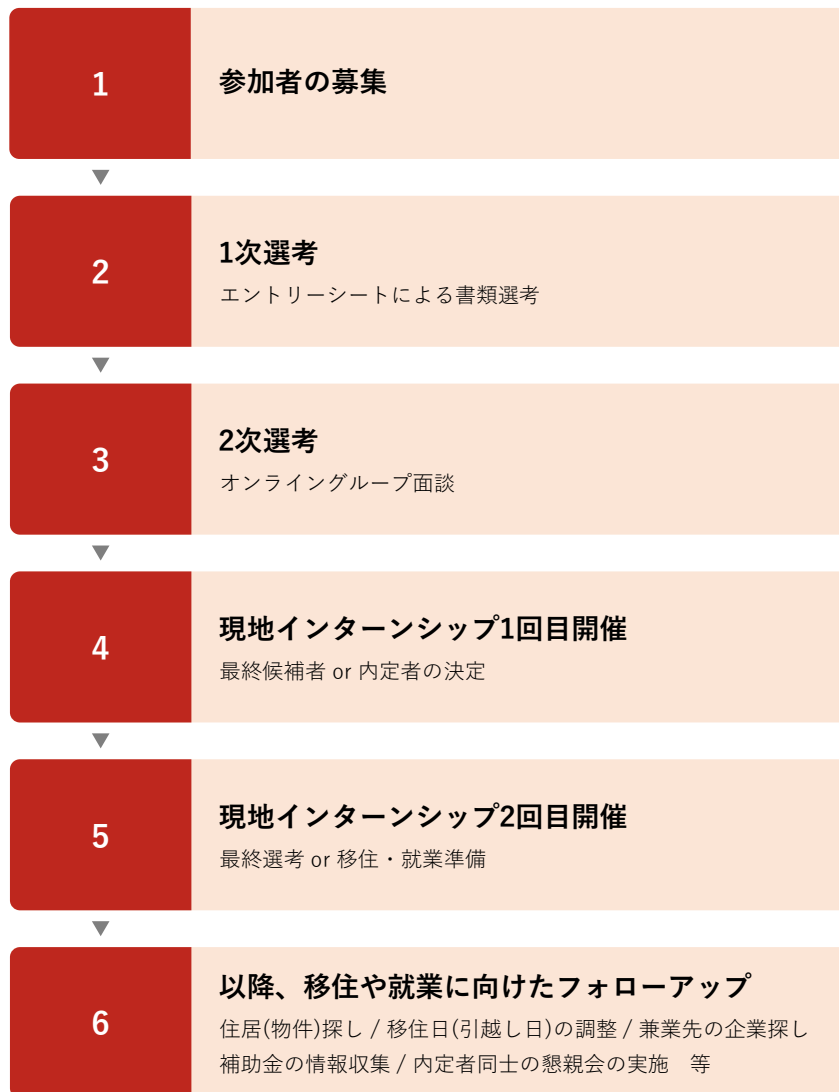 1
参加者の募集
2
1次選考
エントリーシートによる書類選考
3
2次選考
オンライングループ面談
4
現地インターンシップ1回目開催
最終候補者 or 内定者の決定
5
現地インターンシップ2回目開催
最終選考 or 移住・就業準備
6
以降、移住や就業に向けたフォローアップ
住居(物件)探し / 移住日(引越し日)の調整 / 兼業先の企業探し
補助金の情報収集 / 内定者同士の懇親会の実施　等